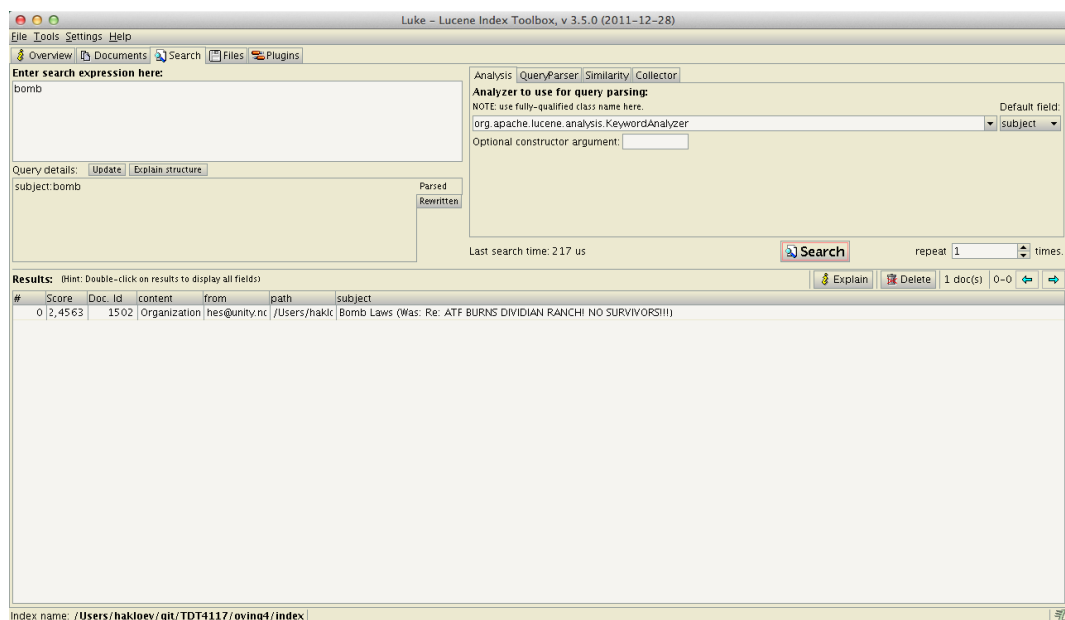 Luke - Lucene Index Toolbox, v 3.5.0 (2011-12-28)
File Tools Settings Help
Overview Documents Search Files Plugins
Enter search expression here:
bomb
Analysis QueryParser Similarity Collector
Analyzer to use for query parsing:
NOTE: use fully-qualified class name here.
Default field:
org.apache.lucene.analysis.KeywordAnalyzer
subject
Optional constructor argument:
Query details: Update Explain structure
subject:bomb
Parsed
Rewritten
Last search time: 217 us
Search
repeat 1 times.
Results: (Hint: Double-click on results to display all fields)
Explain Delete 1 doc(s) 0-0
# Score Doc. Id content from path subject
0 2,4563 1502 Organization hes@unity.nc /Users/haklc Bomb Laws (Was: Re: ATF BURNS DIVIDIAN RANCH! NO SURVIVORS!!!)
Index name: /Users/hakloev/git/TDT4117/oving4/index